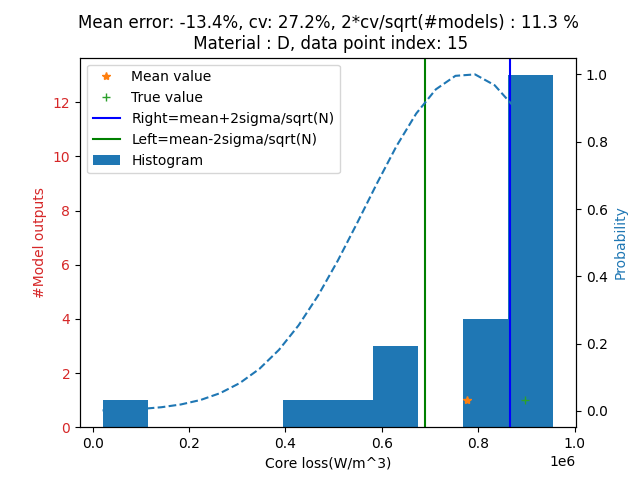 Mean error: -13.4%, cv: 27.2%, 2*cv/sqrt(#models) : 11.3 %
Material : D, data point index: 15
Mean value
True value
Right=mean+2sigma/sqrt(N)
Left=mean-2sigma/sqrt(N)
Histogram
#Model outputs
12
10
8
6
4
2
0
Probability
1.0
0.8
0.6
0.4
0.2
0.0
0.0 0.2 0.4 0.6 0.8 1.0
1e6
Core loss(W/m^3)